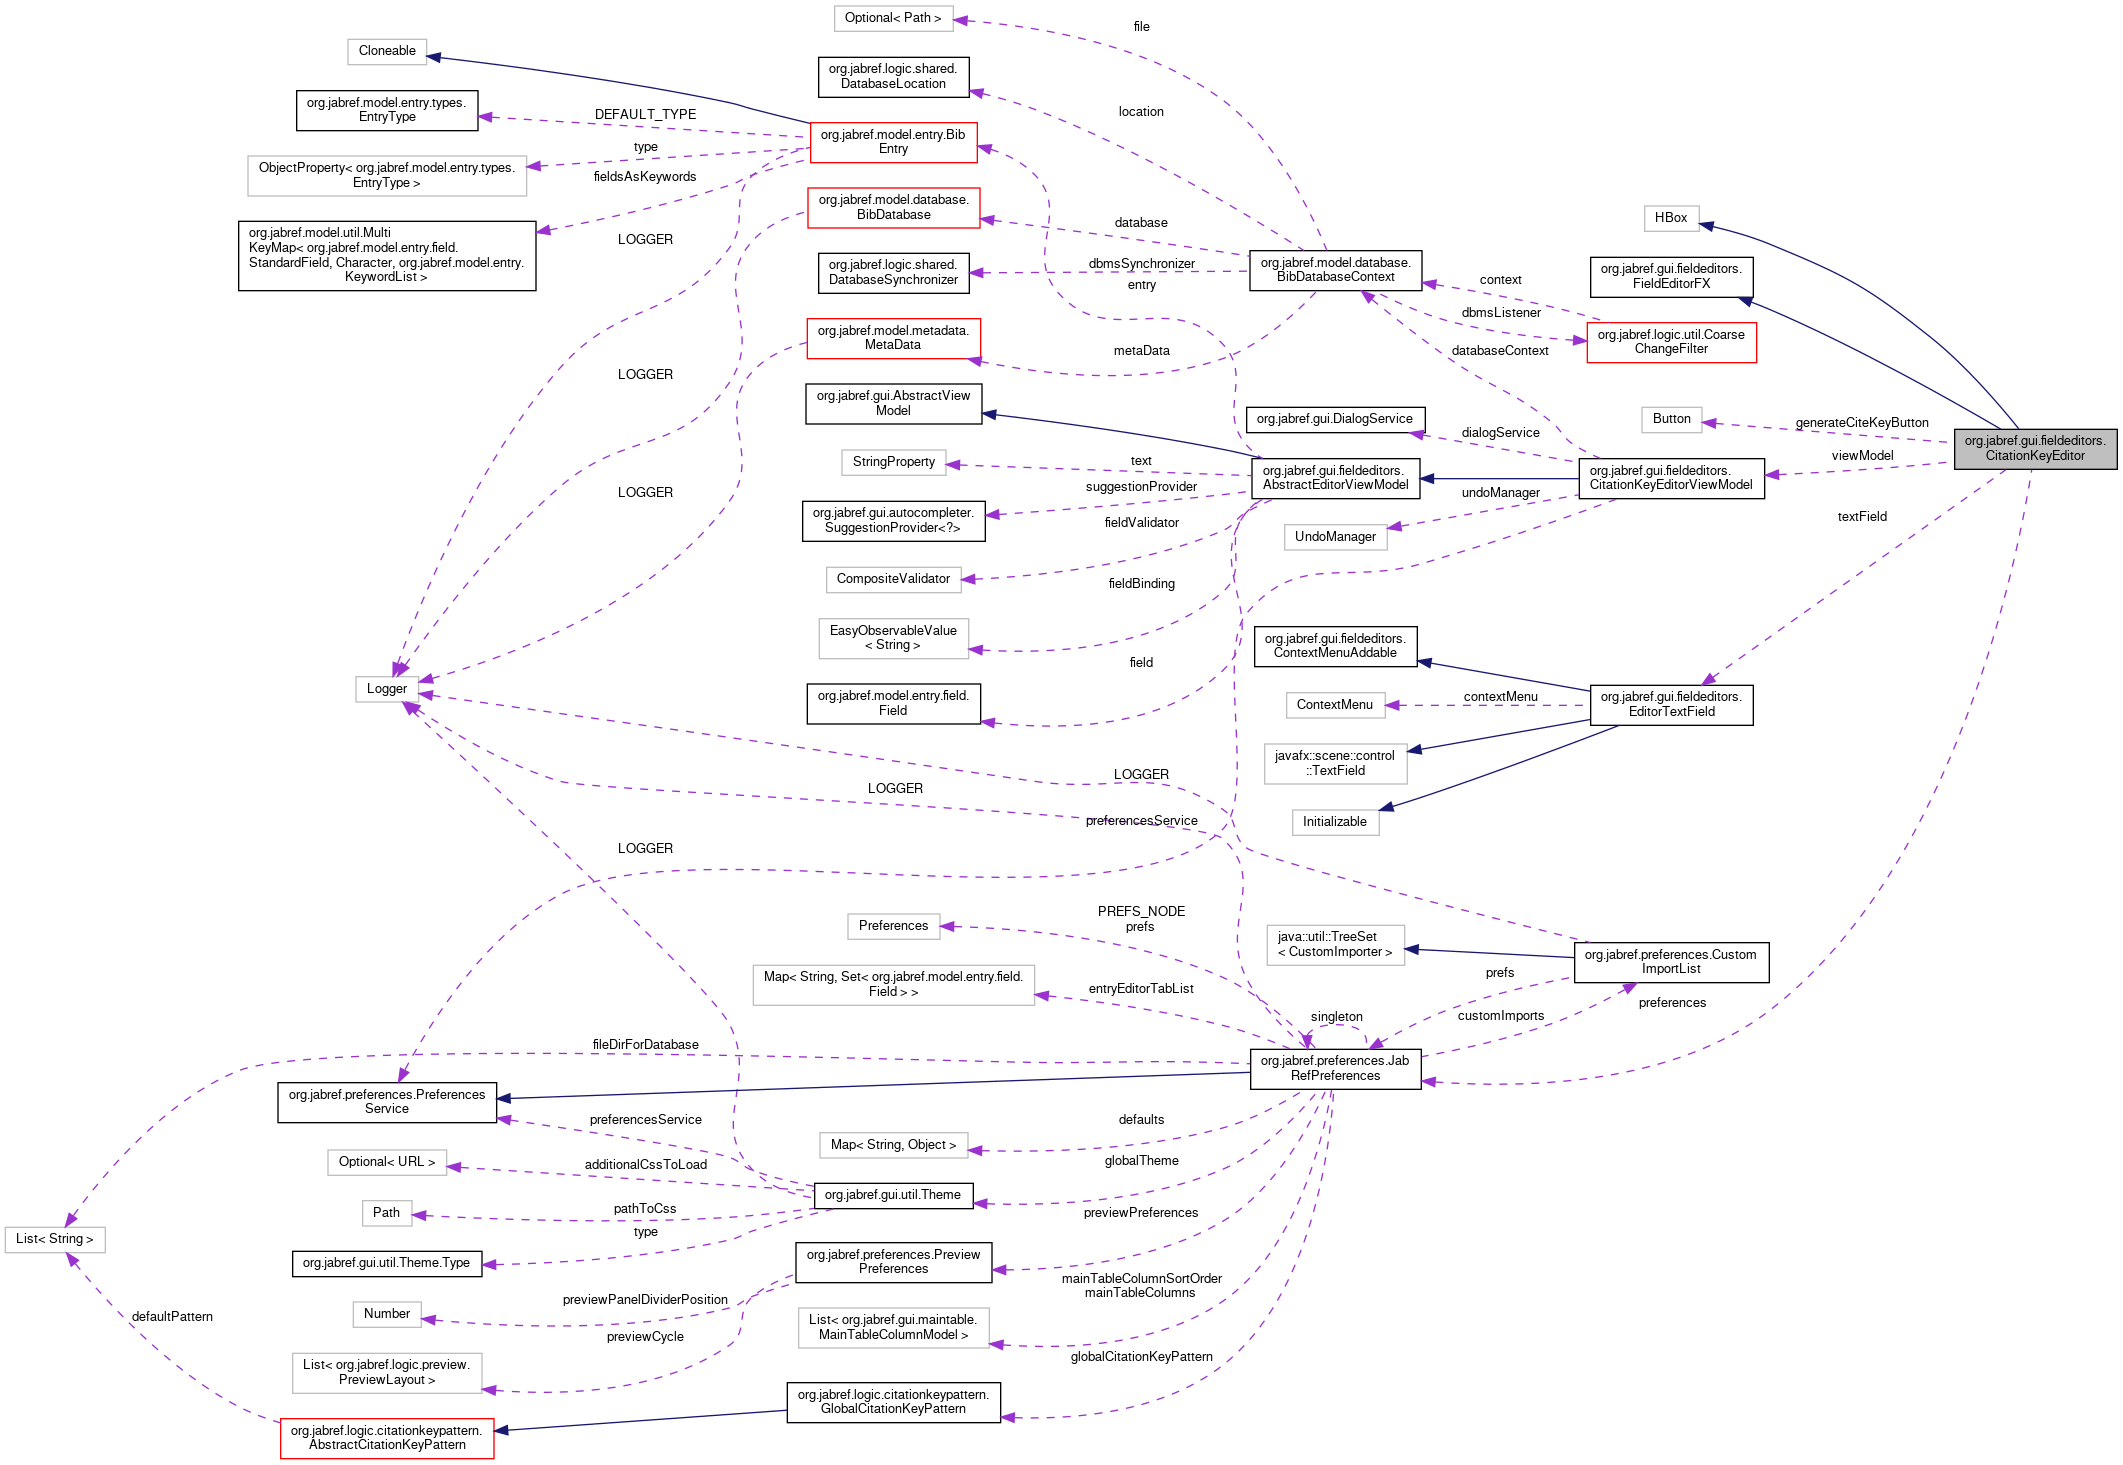 Optional< Path >
file
Cloneable
org.jabref.logic.shared.
DatabaseLocation
org.jabref.model.entry.types.
EntryType
DEFAULT_TYPE
location
org.jabref.model.entry.Bib
Entry
type
ObjectProperty< org.jabref.model.entry.types.
EntryType >
fieldsAsKeywords
org.jabref.model.database.
BibDatabase
database
HBox
org.jabref.model.util.Multi
KeyMap< org.jabref.model.entry.field.
StandardField, Character, org.jabref.model.entry.
KeywordList >
LOGGER
org.jabref.logic.shared.
DatabaseSynchronizer
dbmsSynchronizer
entry
org.jabref.model.database.
BibDatabaseContext
context
org.jabref.gui.fieldeditors.
FieldEditorFX
dbmsListener
org.jabref.model.metadata.
MetaData
metaData
databaseContext
org.jabref.logic.util.Coarse
ChangeFilter
LOGGER
org.jabref.gui.AbstractView
Model
org.jabref.gui.DialogService
dialogService
Button
generateCiteKeyButton
org.jabref.gui.fieldeditors.
CitationKeyEditor
viewModel
StringProperty
text
org.jabref.gui.fieldeditors.
AbstractEditorViewModel
org.jabref.gui.fieldeditors.
CitationKeyEditorViewModel
LOGGER
suggestionProvider
undoManager
org.jabref.gui.autocompleter.
SuggestionProvider<?>
fieldValidator
UndoManager
textField
CompositeValidator
fieldBinding
EasyObservableValue
< String >
org.jabref.gui.fieldeditors.
ContextMenuAddable
field
Logger
org.jabref.model.entry.field.
Field
ContextMenu
contextMenu
org.jabref.gui.fieldeditors.
EditorTextField
javafx::scene::control
::TextField
LOGGER
LOGGER
preferencesService
Initializable
LOGGER
Preferences
PREFS_NODE
prefs
java::util::TreeSet
< CustomImporter >
org.jabref.preferences.Custom
ImportList
Map< String, Set< org.jabref.model.entry.field.
Field > >
entryEditorTabList
prefs
singleton
customImports
preferences
fileDirForDatabase
org.jabref.preferences.Jab
RefPreferences
org.jabref.preferences.Preferences
Service
preferencesService
Map< String, Object >
defaults
Optional< URL >
additionalCssToLoad
globalTheme
org.jabref.gui.util.Theme
Path
pathToCss
previewPreferences
List< String >
type
org.jabref.gui.util.Theme.Type
org.jabref.preferences.Preview
Preferences
mainTableColumnSortOrder
mainTableColumns
Number
previewPanelDividerPosition
defaultPattern
previewCycle
List< org.jabref.gui.maintable.
MainTableColumnModel >
List< org.jabref.logic.preview.
PreviewLayout >
globalCitationKeyPattern
org.jabref.logic.citationkeypattern.
GlobalCitationKeyPattern
org.jabref.logic.citationkeypattern.
AbstractCitationKeyPattern